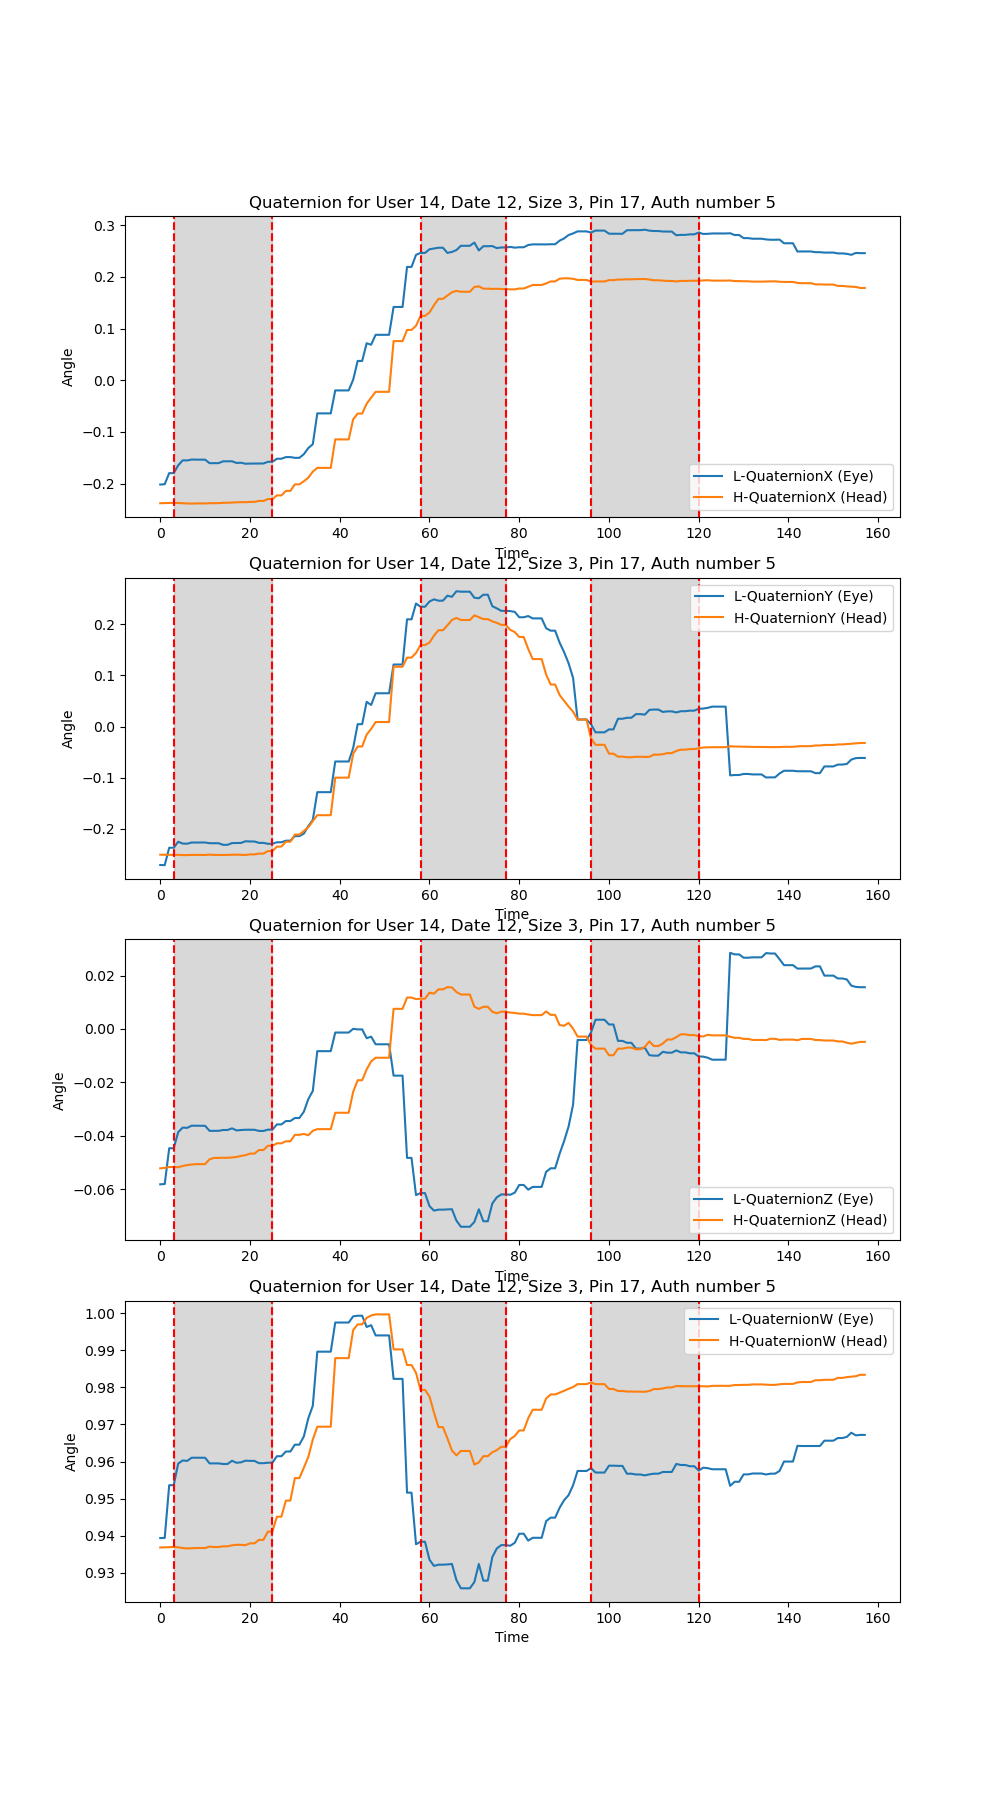 Quaternion for User 14, Date 12, Size 3, Pin 17, Auth number 5
0.3
0.2
0.1
0.0
−0.1
−0.2
Angle
L-QuaternionX (Eye)
H-QuaternionX (Head)
0 20 40 60 80 100 120 140 160
Time
Quaternion for User 14, Date 12, Size 3, Pin 17, Auth number 5
0.2
0.1
0.0
−0.1
−0.2
Angle
L-QuaternionY (Eye)
H-QuaternionY (Head)
0 20 40 60 80 100 120 140 160
Time
Quaternion for User 14, Date 12, Size 3, Pin 17, Auth number 5
0.02
0.00
−0.02
−0.04
−0.06
Angle
L-QuaternionZ (Eye)
H-QuaternionZ (Head)
0 20 40 60 80 100 120 140 160
Time
Quaternion for User 14, Date 12, Size 3, Pin 17, Auth number 5
1.00
0.99
0.98
0.97
0.96
0.95
0.94
0.93
Angle
L-QuaternionW (Eye)
H-QuaternionW (Head)
0 20 40 60 80 100 120 140 160
Time